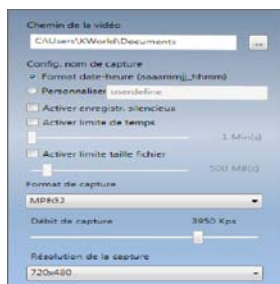 Chemin de la vidéo
C:\Users\KWorld\Documents
...
Config. nom de capture
Format date-heure (aaaammjj_hhmm)
Personnaliser userdefine
Activer enregistr. silencieux
Activer limite de temps
1 Min(s)
Activer limite taille fichier
500 MB(s)
Format de capture
MPEG2
Débit de capture 3950 Kps
Résolution de la capture
720x480